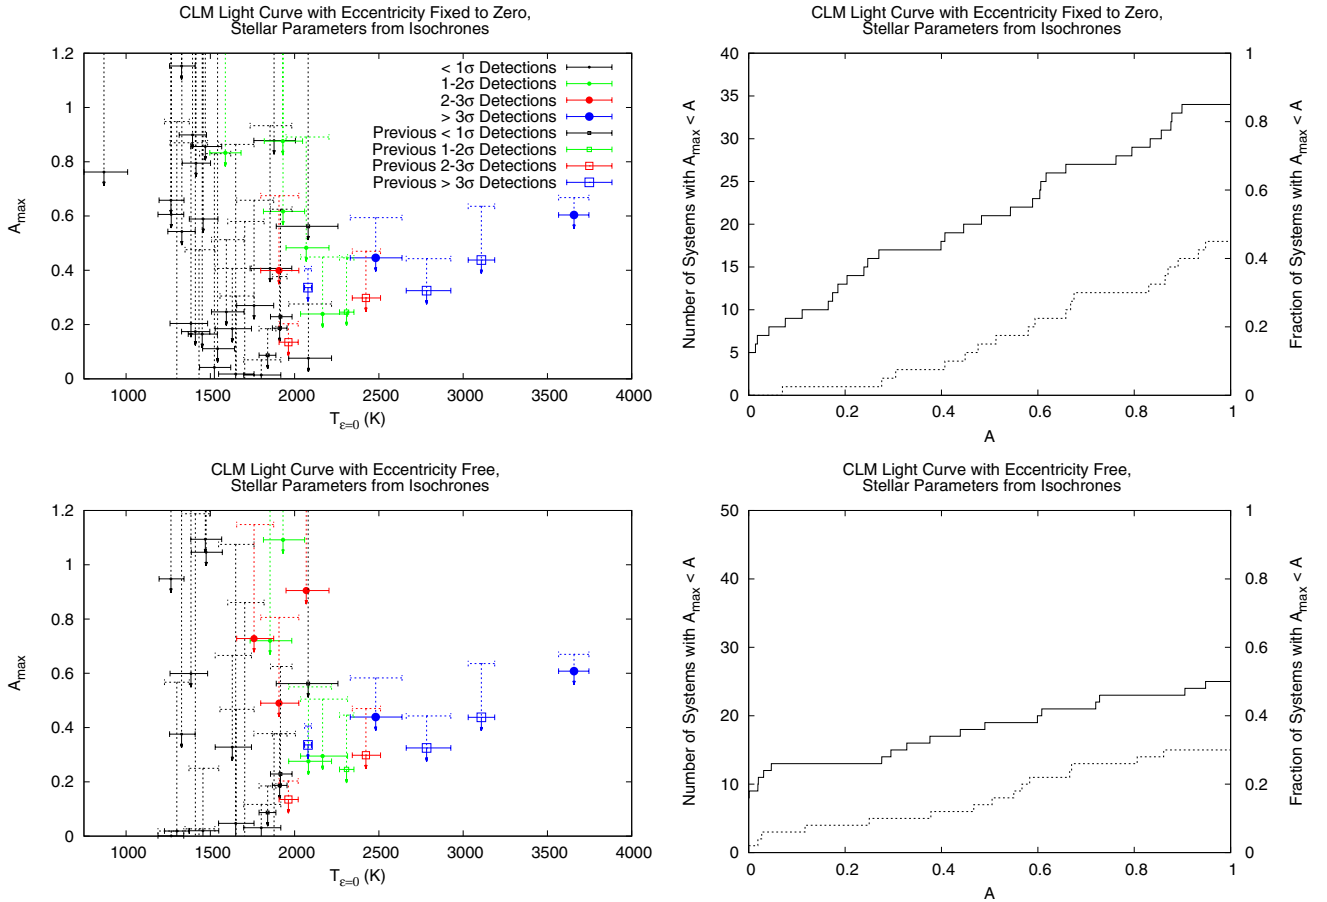 CLM Light Curve with Eccentricity Fixed to Zero,
Stellar Parameters from Isochrones
1.2
1
0.8
0.6
0.4
0.2
0
A_max
< 1σ Detections
1-2σ Detections
2-3σ Detections
> 3σ Detections
Previous < 1σ Detections
Previous 1-2σ Detections
Previous 2-3σ Detections
Previous > 3σ Detections
1000 1500 2000 2500 3000 3500 4000
T_ε=0 (K)
CLM Light Curve with Eccentricity Fixed to Zero,
Stellar Parameters from Isochrones
40
35
30
25
20
15
10
5
0
Number of Systems with A_max < A
1
0.8
0.6
0.4
0.2
0
Fraction of Systems with A_max < A
0 0.2 0.4 0.6 0.8 1
A
CLM Light Curve with Eccentricity Free,
Stellar Parameters from Isochrones
1.2
1
0.8
0.6
0.4
0.2
0
A_max
1000 1500 2000 2500 3000 3500 4000
T_ε=0 (K)
CLM Light Curve with Eccentricity Free,
Stellar Parameters from Isochrones
50
40
30
20
10
0
Number of Systems with A_max < A
1
0.8
0.6
0.4
0.2
0
Fraction of Systems with A_max < A
0 0.2 0.4 0.6 0.8 1
A